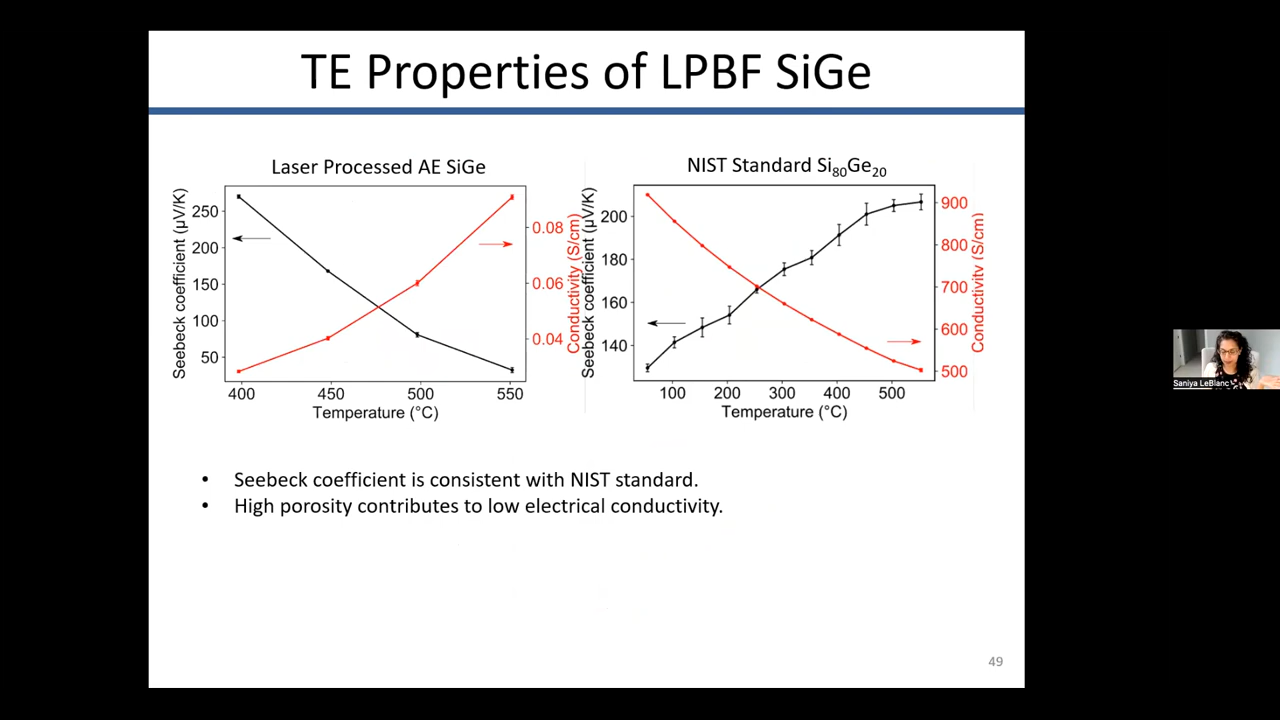 TE Properties of LPBF SiGe
Laser Processed AE SiGe
Seebeck coefficient (μV/K)
250
200
150
100
50
0.08
0.06
0.04
Conductivity (S/cm)
400 450 500 550
Temperature (°C)
NIST Standard Si80Ge20
Seebeck coefficient (μV/K)
200
180
160
140
900
800
700
600
500
Conductivity (S/cm)
100 200 300 400 500
Temperature (°C)
• Seebeck coefficient is consistent with NIST standard.
• High porosity contributes to low electrical conductivity.
49
Saniya LeBlanc